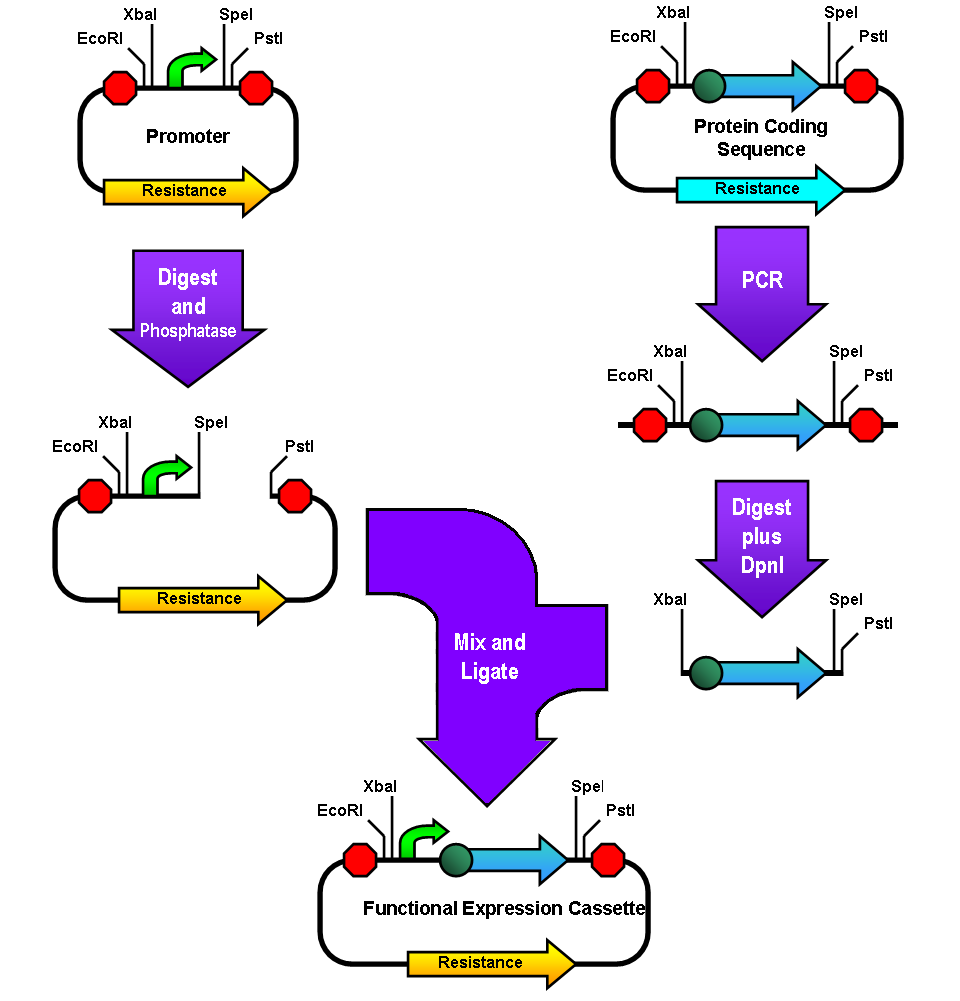 XbaI
SpeI
EcoRI
PstI
Promoter
Resistance
XbaI
SpeI
EcoRI
PstI
Protein Coding
Sequence
Resistance
Digest
and
Phosphatase
PCR
XbaI
SpeI
EcoRI
PstI
XbaI
SpeI
EcoRI
PstI
Resistance
Digest
plus
DpnI
XbaI
SpeI
PstI
Mix and
Ligate
XbaI
SpeI
EcoRI
PstI
Functional Expression Cassette
Resistance